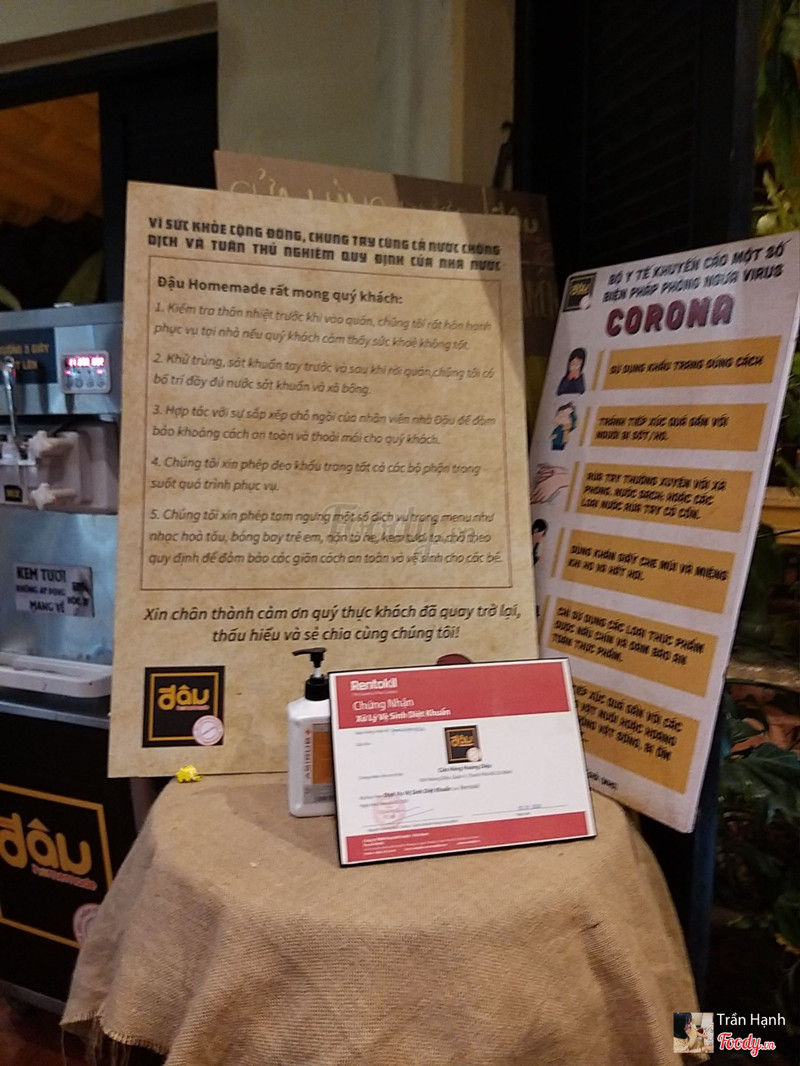 VÌ SỨC KHỎE CỘNG ĐỒNG, CHUNG TAY CÙNG CẢ NƯỚC CHỐNG
DỊCH VÀ TUÂN THỦ NGHIÊM QUY ĐỊNH CỦA NHÀ NƯỚC
Đậu Homemade rất mong quý khách:
1. Kiểm tra thân nhiệt trước khi vào quán, chúng tôi rất hân hạnh
phục vụ tại nhà nếu quý khách cảm thấy sức khoẻ không tốt.
2. Khử trùng, sát khuẩn tay trước và sau khi rời quán,chúng tôi có
bố trí đầy đủ nước sát khuẩn và xà bông.
3. Hợp tác với sự sắp xếp chỗ ngồi của nhân viên nhà Đậu để đảm
bảo khoảng cách an toàn và thoải mái cho quý khách.
4. Chúng tôi xin phép đeo khẩu trang tất cả các bộ phận trong
suốt quá trình phục vụ.
5. Chúng tôi xin phép tạm ngưng một số dịch vụ trong menu như
nhạc hoà tấu, bóng bay trẻ em, nặn tò he, kem tươi tại chỗ theo
quy định để đảm bảo các giãn cách an toàn và vệ sinh cho các bé.
Xin chân thành cảm ơn quý thực khách đã quay trở lại,
thấu hiểu và sẻ chia cùng chúng tôi!
đậu
BỘ Y TẾ KHUYẾN CÁO MỘT SỐ
BIỆN PHÁP PHÒNG NGỪA VIRUS
CORONA
SỬ DỤNG KHẨU TRANG ĐÚNG CÁCH
TRÁNH TIẾP XÚC QUÁ GẦN VỚI
NGƯỜI BỊ SỐT/HO.
RỬA TAY THƯỜNG XUYÊN VỚI XÀ
PHÒNG, NƯỚC SẠCH, HOẶC CÁC
LOẠI NƯỚC RỬA TAY CÓ CỒN.
DÙNG KHĂN GIẤY CHE MŨI VÀ MIỆNG
KHI HO VÀ HẮT HƠI.
CHỈ SỬ DỤNG CÁC LOẠI THỰC PHẨM
ĐƯỢC NẤU CHÍN VÀ ĐẢM BẢO AN
TOÀN THỰC PHẨM.
TIẾP XÚC QUÁ GẦN VỚI CÁC
VẬT NUÔI HOẶC HOANG
Rentokil
Chứng Nhận
Xử Lý Vệ Sinh Diệt Khuẩn
KEM TƯƠI
KHÔNG ÁP DỤNG
MANG VỀ
đậu
homemade
Foody.vn
Trần Hạnh
Foody.vn